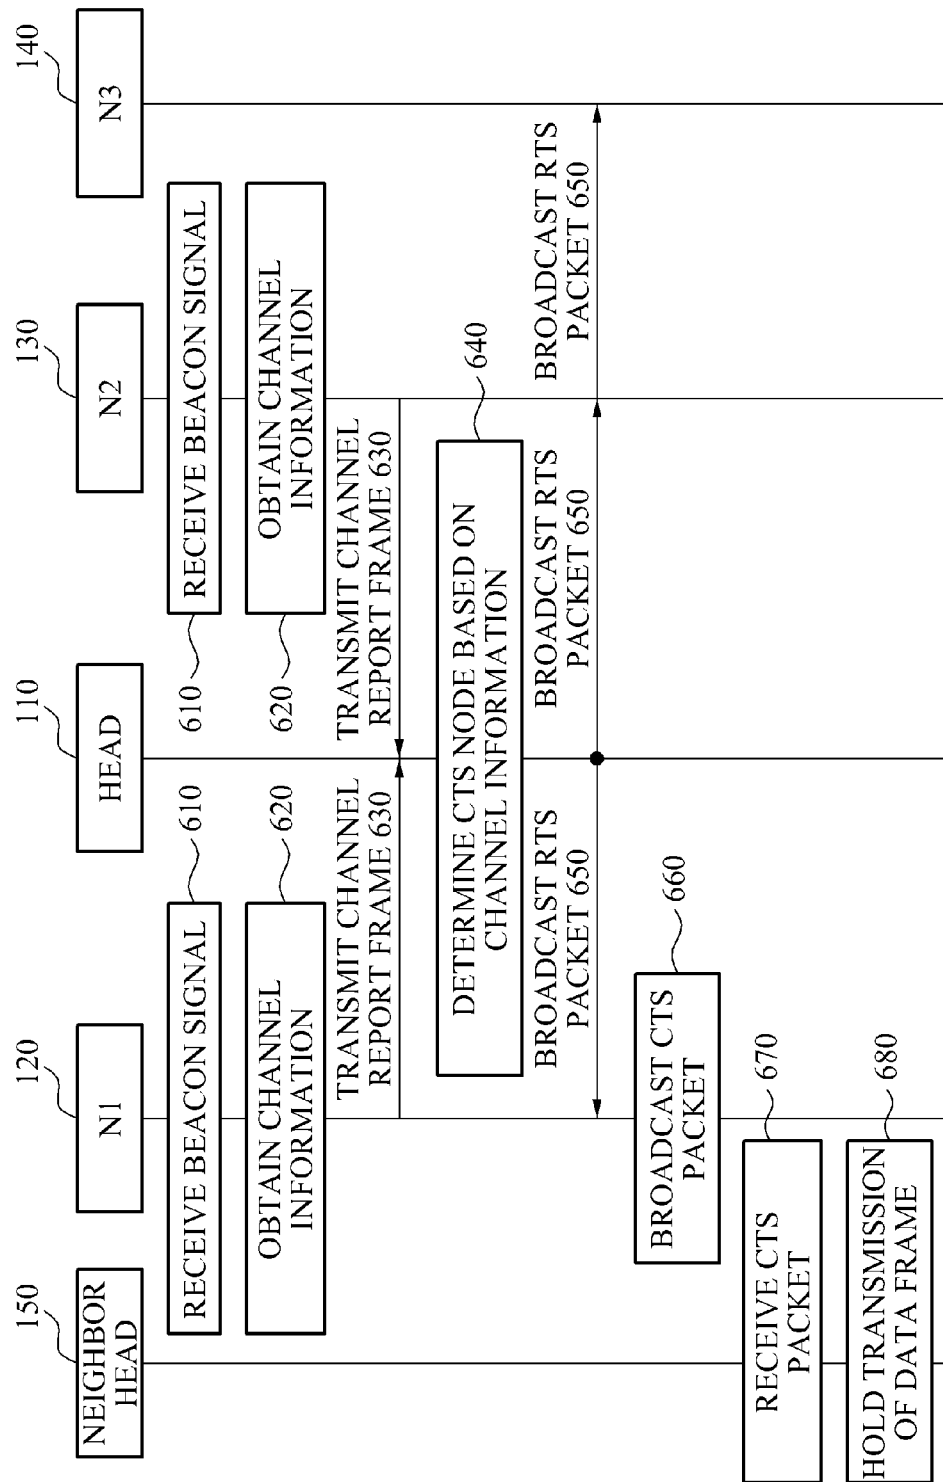 150
NEIGHBOR
HEAD
120
N1
110
HEAD
130
N2
140
N3
RECEIVE BEACON SIGNAL
610
610
RECEIVE BEACON SIGNAL
OBTAIN CHANNEL
INFORMATION
620
620
OBTAIN CHANNEL
INFORMATION
TRANSMIT CHANNEL
REPORT FRAME 630
TRANSMIT CHANNEL
REPORT FRAME 630
DETERMINE CTS NODE BASED ON
CHANNEL INFORMATION
640
BROADCAST RTS
PACKET 650
BROADCAST RTS
PACKET 650
BROADCAST RTS
PACKET 650
BROADCAST CTS
PACKET
660
RECEIVE CTS
PACKET
670
HOLD TRANSMISSION
OF DATA FRAME
680